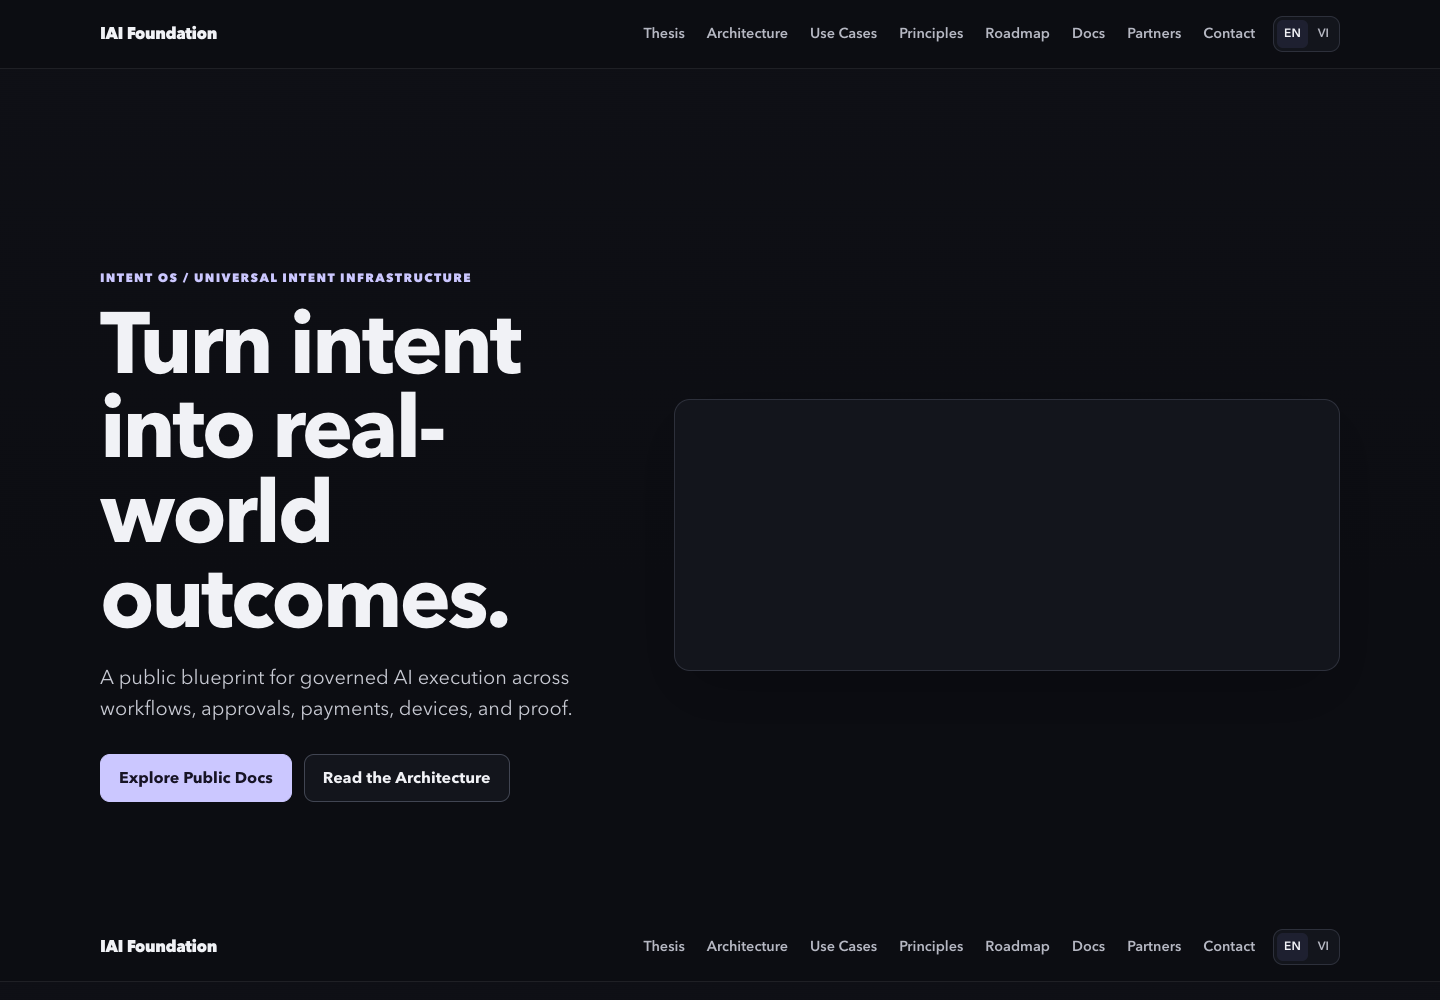 IAI Foundation
Thesis Architecture Use Cases Principles Roadmap Docs Partners Contact EN VI
INTENT OS / UNIVERSAL INTENT INFRASTRUCTURE
Turn intent
into real-
world
outcomes.
A public blueprint for governed AI execution across
workflows, approvals, payments, devices, and proof.
Explore Public Docs
Read the Architecture
IAI Foundation
Thesis Architecture Use Cases Principles Roadmap Docs Partners Contact EN VI